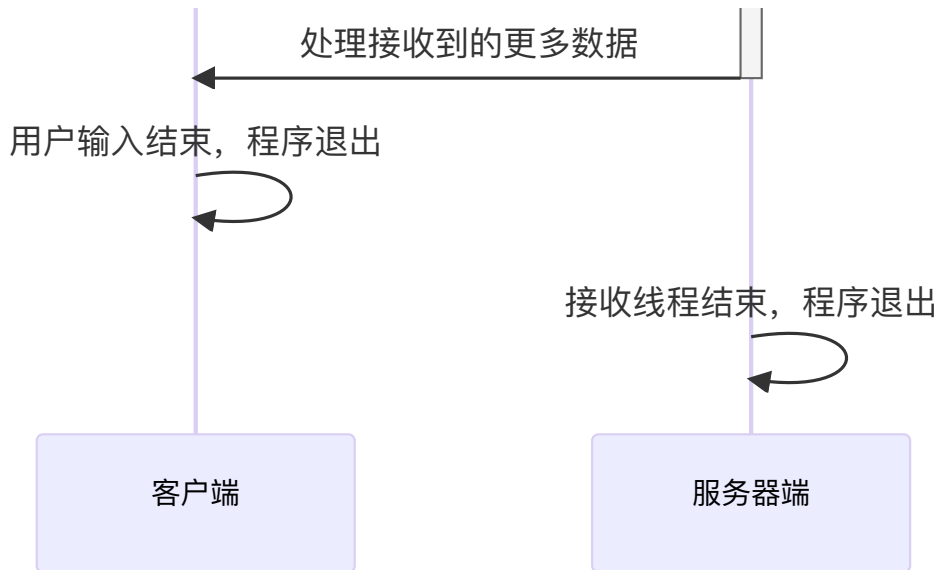 处理接收到的更多数据
用户输入结束，程序退出
接收线程结束，程序退出
客户端
服务器端